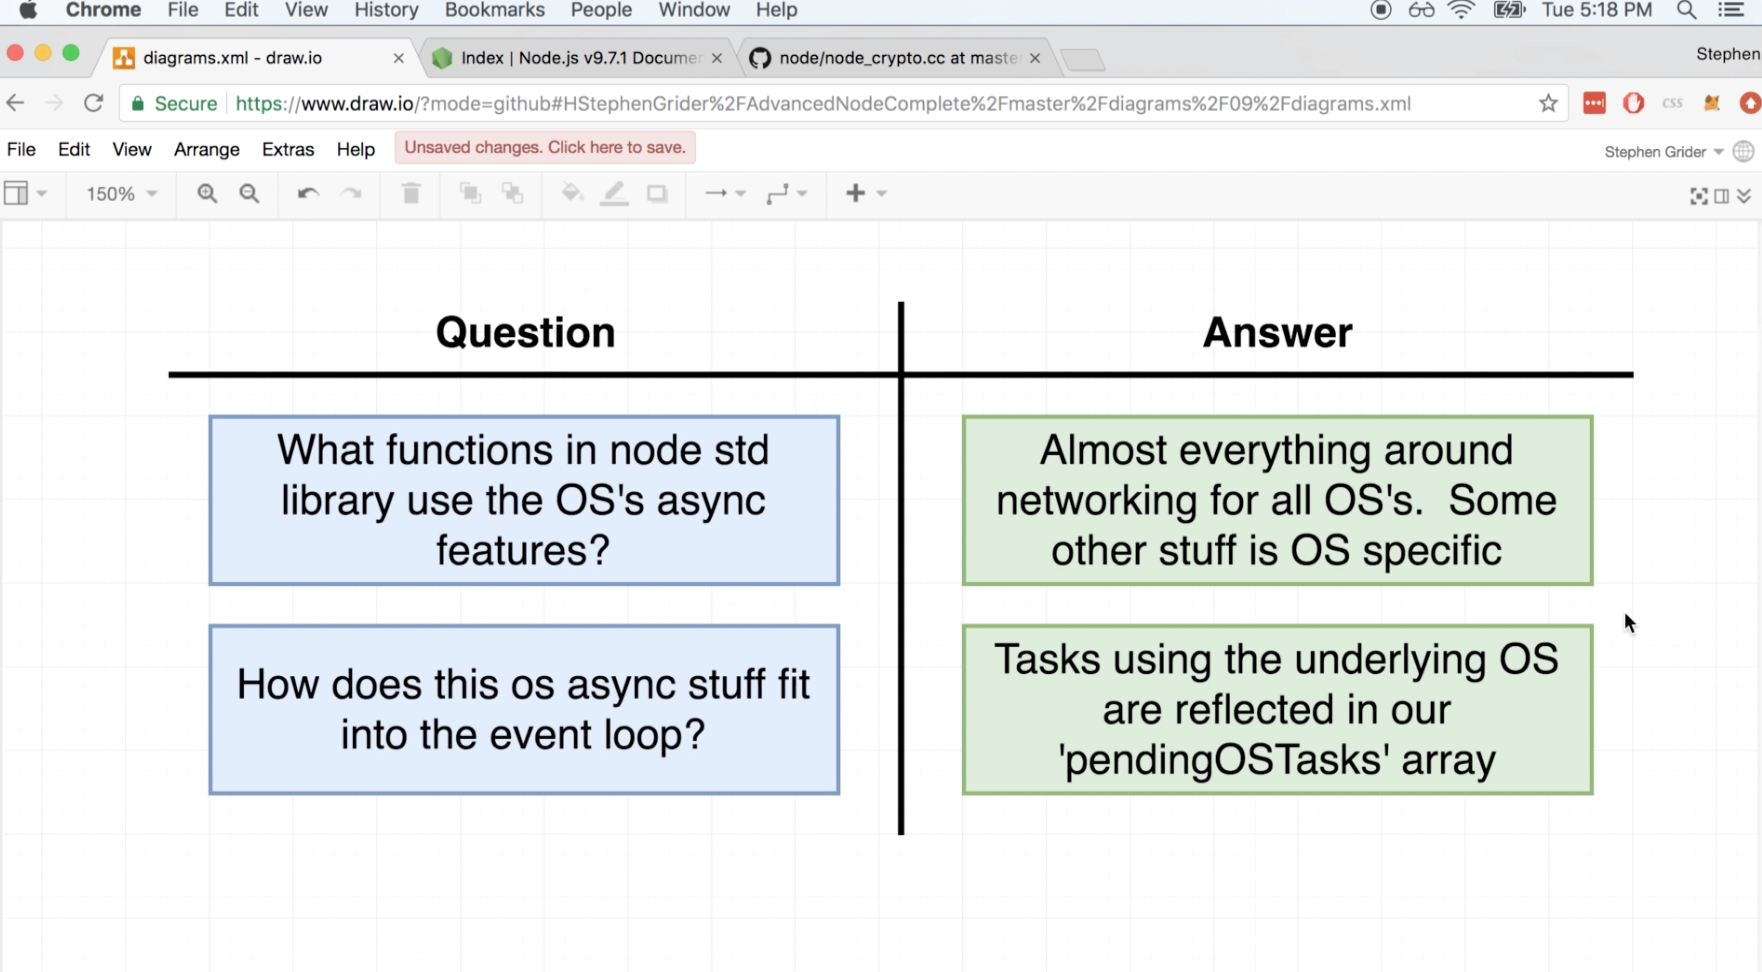 Chrome File Edit View History Bookmarks People Window Help Tue 5:18 PM
diagrams.xml - draw.io Index | Node.js v9.7.1 Documen node/node_crypto.cc at maste Stephen
Secure https://www.draw.io/?mode=github#HStephenGrider%2FAdvancedNodeComplete%2Fmaster%2Fdiagrams%2F09%2Fdiagrams.xml CSS
File Edit View Arrange Extras Help Unsaved changes. Click here to save. Stephen Grider
150%
Question Answer
What functions in node std
library use the OS's async
features?
Almost everything around
networking for all OS's. Some
other stuff is OS specific
How does this os async stuff fit
into the event loop?
Tasks using the underlying OS
are reflected in our
'pendingOSTasks' array